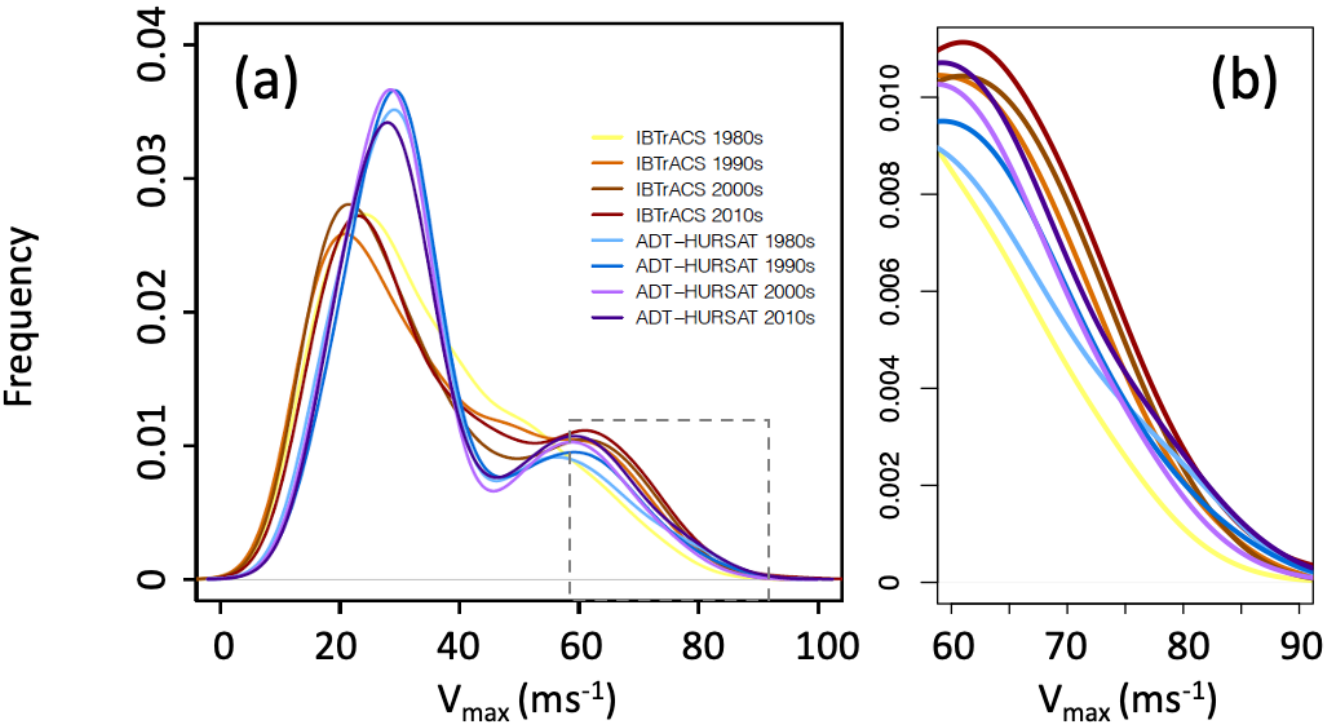 (a)
Frequency
0.04
0.03
0.02
0.01
0
IBTrACS 1980s
IBTrACS 1990s
IBTrACS 2000s
IBTrACS 2010s
ADT–HURSAT 1980s
ADT–HURSAT 1990s
ADT–HURSAT 2000s
ADT–HURSAT 2010s
0 20 40 60 80 100
Vmax (ms-1)
(b)
0.010
0.008
0.006
0.004
0.002
0
60 70 80 90
Vmax (ms-1)